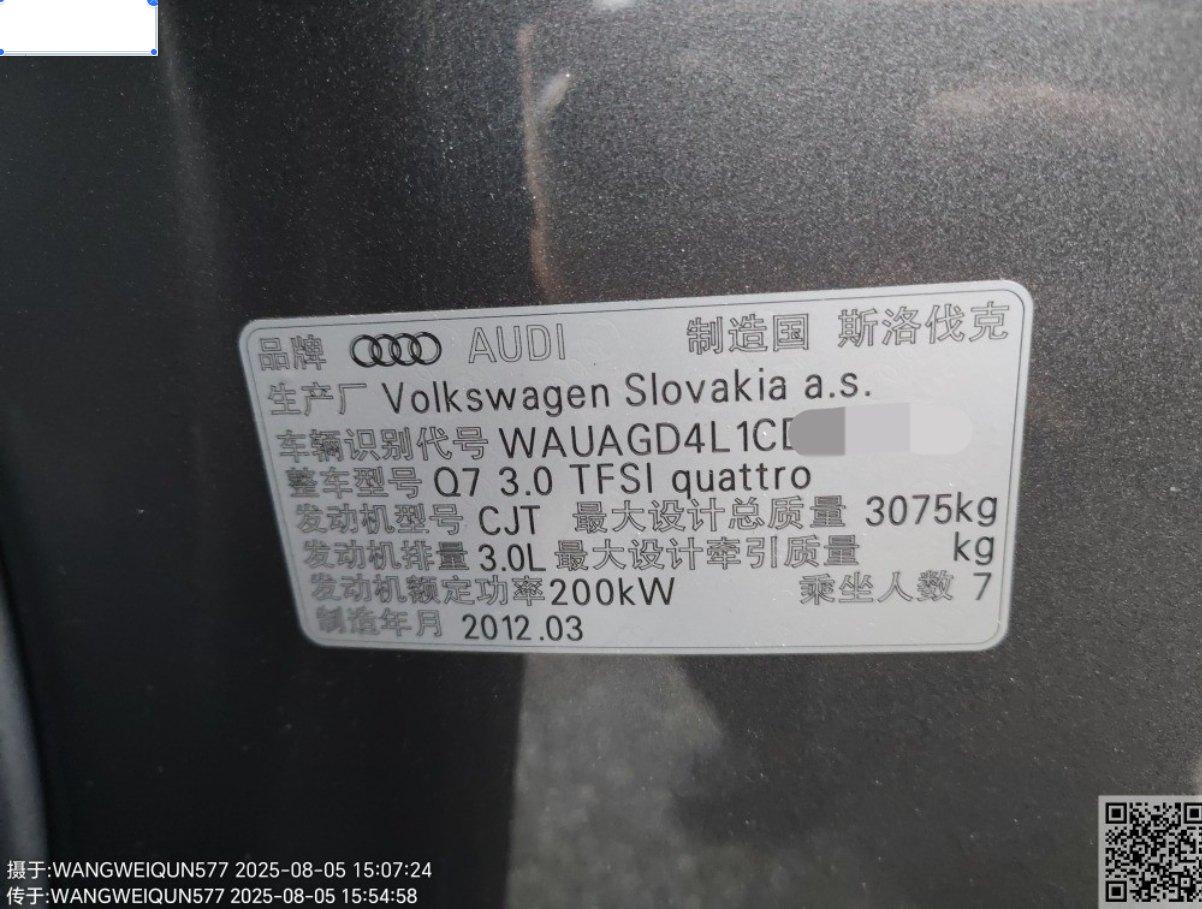 品牌 AUDI 制造国 斯洛伐克
生产厂 Volkswagen Slovakia a.s.
车辆识别代号 WAUAGD4L1CD
整车型号 Q7 3.0 TFSI quattro
发动机型号 CJT 最大设计总质量 3075kg
发动机排量 3.0L 最大设计牵引质量 kg
发动机额定功率 200kW 乘坐人数 7
制造年月 2012.03
摄于:WANGWEIQUN577 2025-08-05 15:07:24
传于:WANGWEIQUN577 2025-08-05 15:54:58